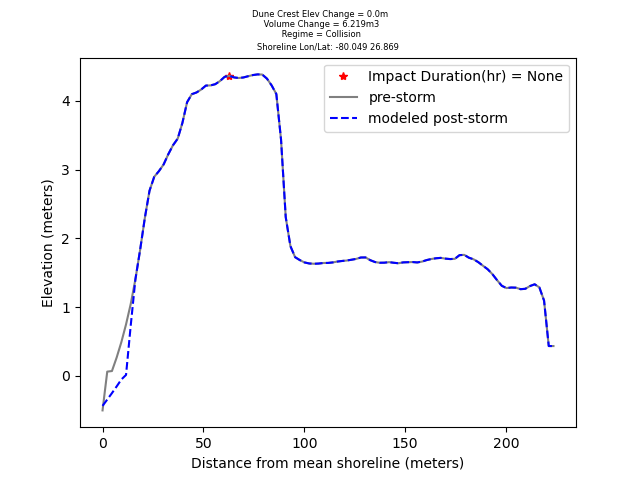 Dune Crest Elev Change = 0.0m
Volume Change = 6.219m3
Regime = Collision
Shoreline Lon/Lat: -80.049 26.869
Impact Duration(hr) = None
pre-storm
modeled post-storm
Elevation (meters)
4
3
2
1
0
0 50 100 150 200
Distance from mean shoreline (meters)